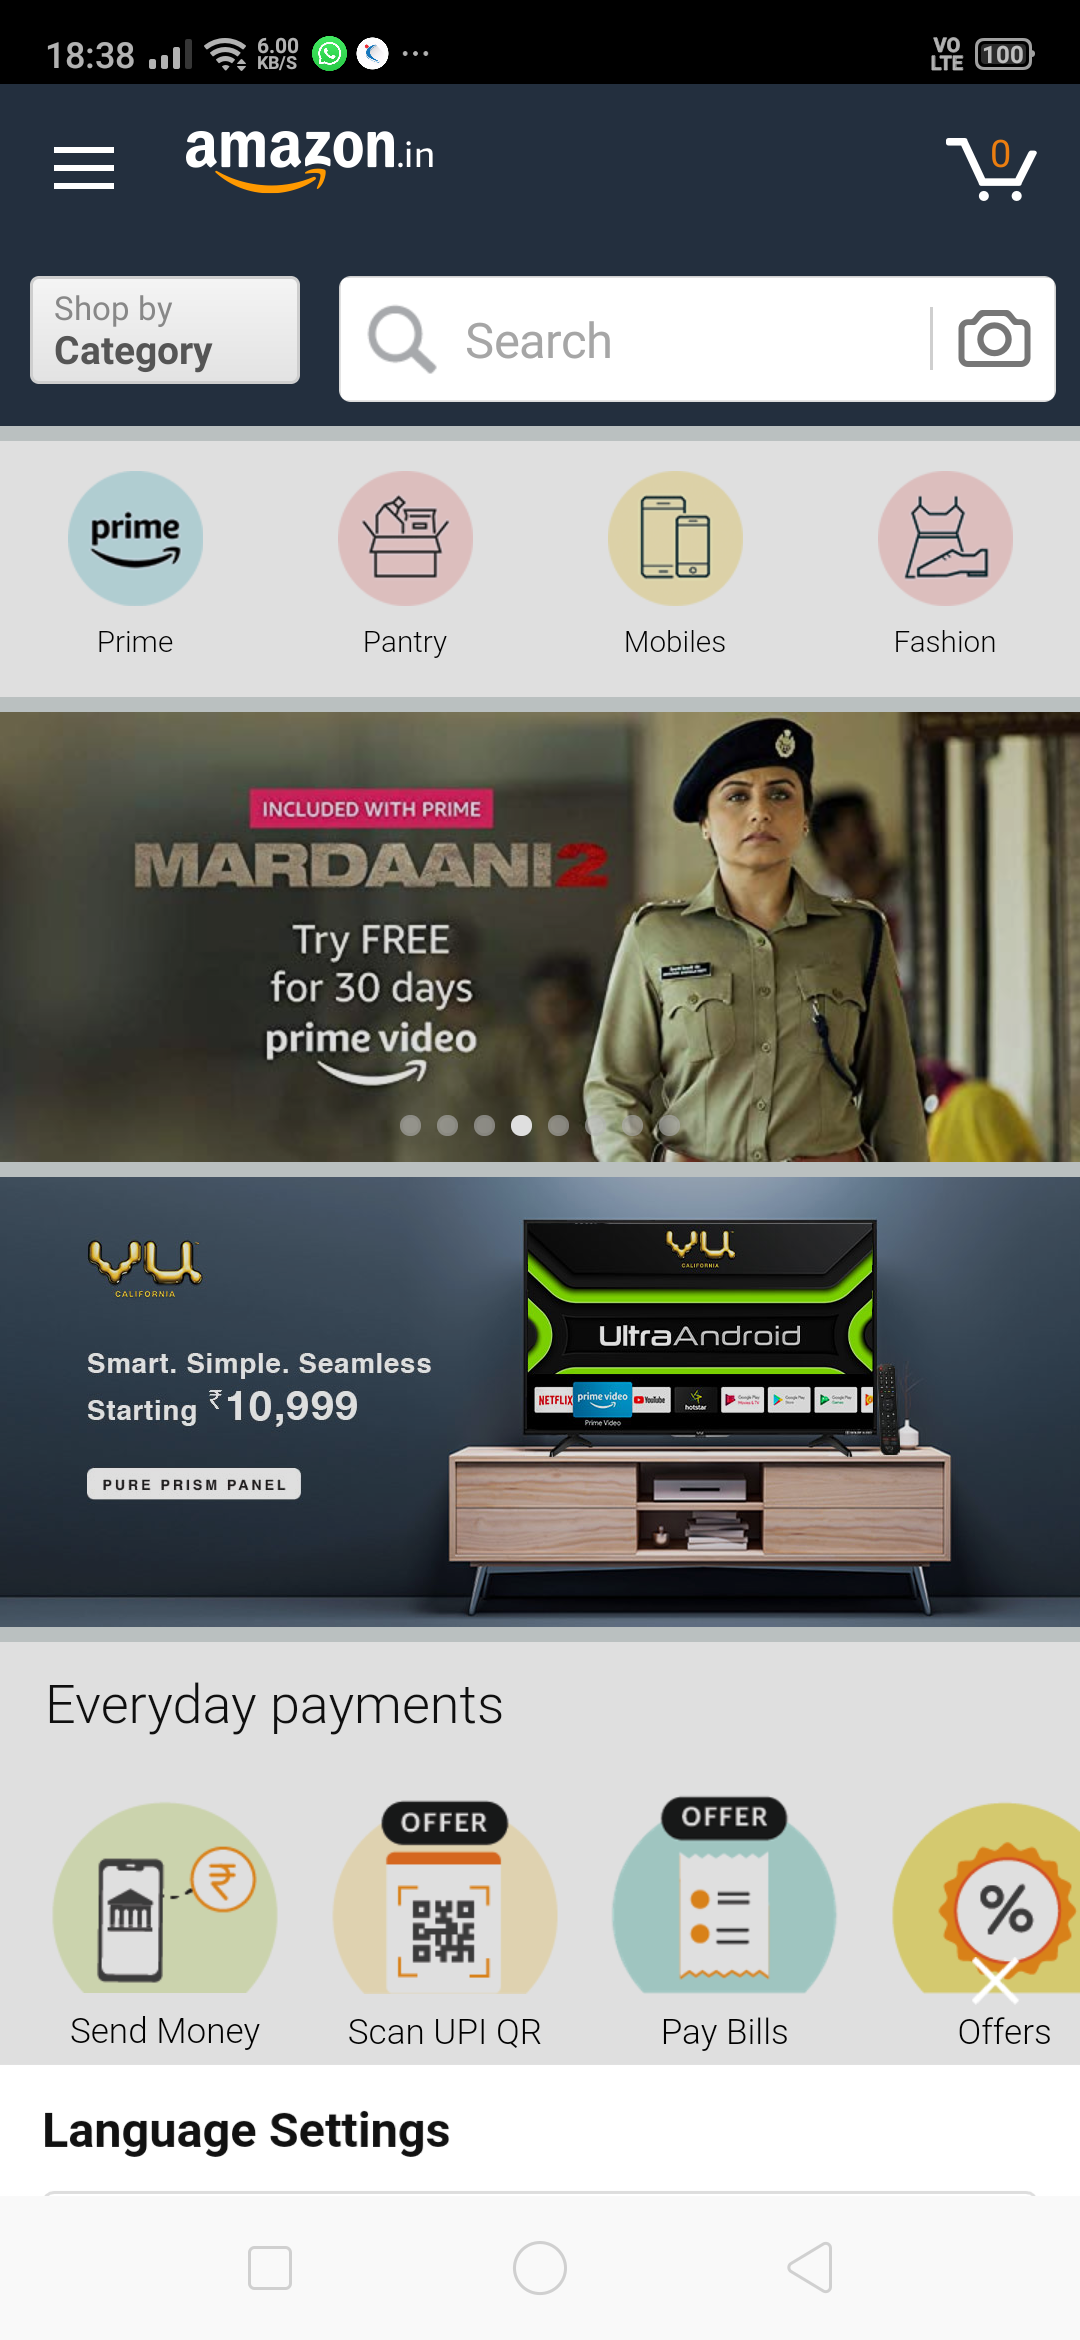 18:38
6.00
KB/S
VO
LTE
100
amazon.in
0
Shop by
Category
Search
prime
Prime
Pantry
Mobiles
Fashion
INCLUDED WITH PRIME
MARDAANI2
Try FREE
for 30 days
prime video
vu
CALIFORNIA
Smart. Simple. Seamless
Starting ₹10,999
PURE PRISM PANEL
vu
CALIFORNIA
UltraAndroid
NETFLIX
prime video
YouTube
hotstar
Prime Video
Everyday payments
₹
OFFER
OFFER
%
Send Money
Scan UPI QR
Pay Bills
Offers
Language Settings